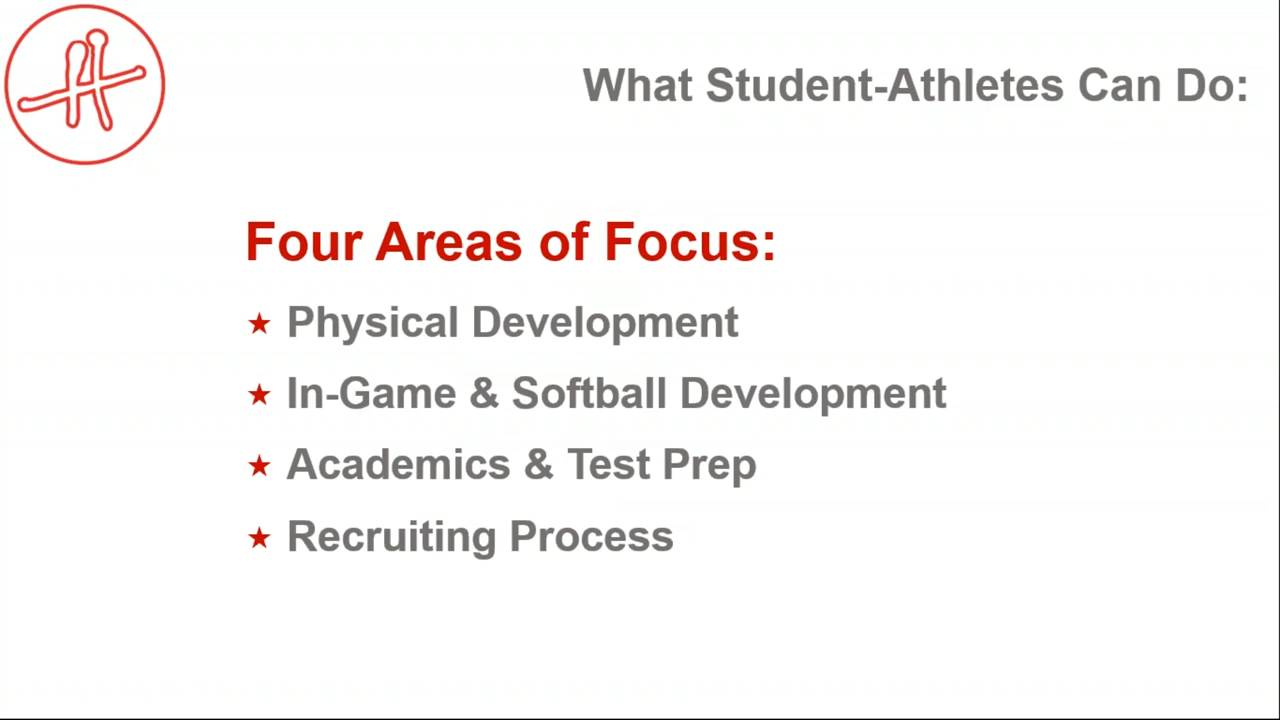 What Student-Athletes Can Do:
Four Areas of Focus:
★ Physical Development
★ In-Game & Softball Development
★ Academics & Test Prep
★ Recruiting Process